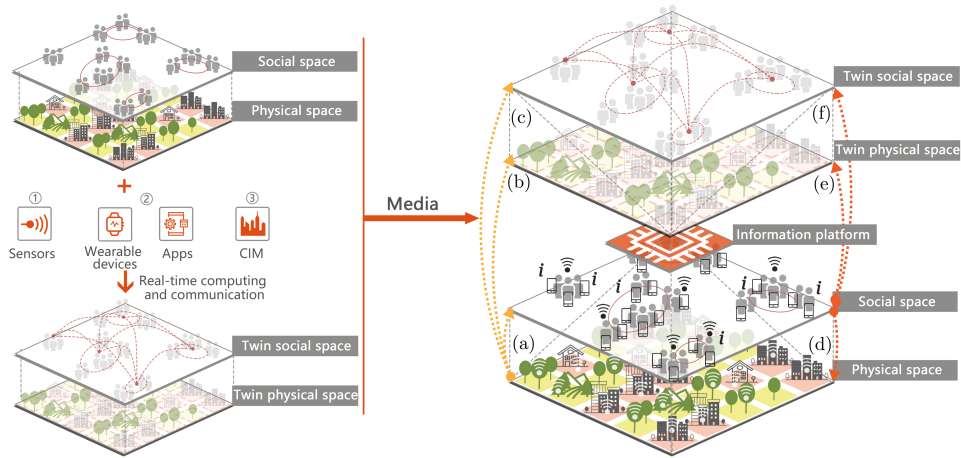 Social space
Physical space
①
②
③
Sensors
Wearable
devices
Apps
CIM
Real-time computing
and communication
Twin social space
Twin physical space
Media
Twin social space
(c)
(f)
Twin physical space
(b)
(e)
Information platform
i
i
i
i
Social space
i
(a)
(d)
Physical space